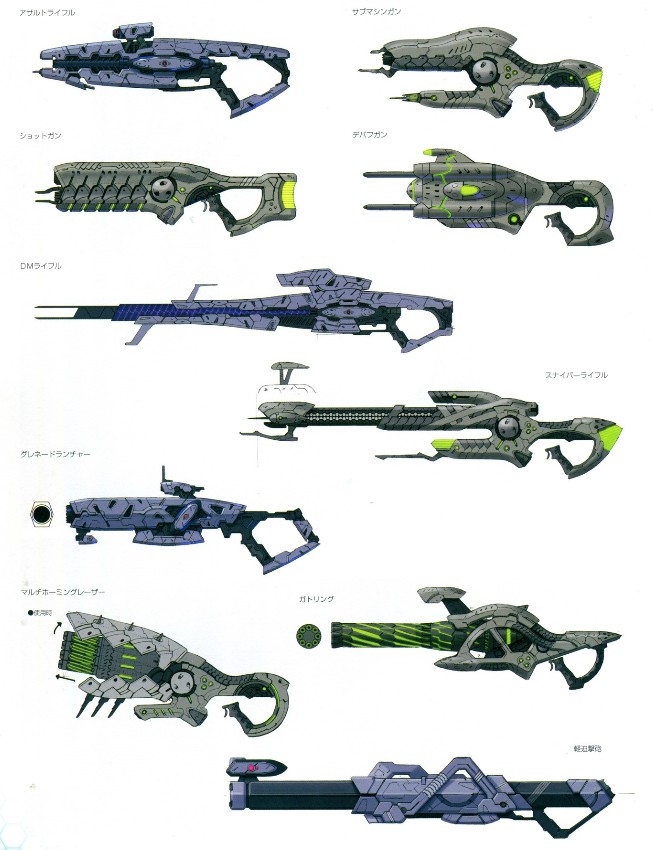 アサルトライフル
サブマシンガン
ショットガン
デバフガン
DMライフル
スナイパーライフル
グレネードランチャー
マルチホーミングレーザー
●使用時
ガトリング
軽迫撃砲